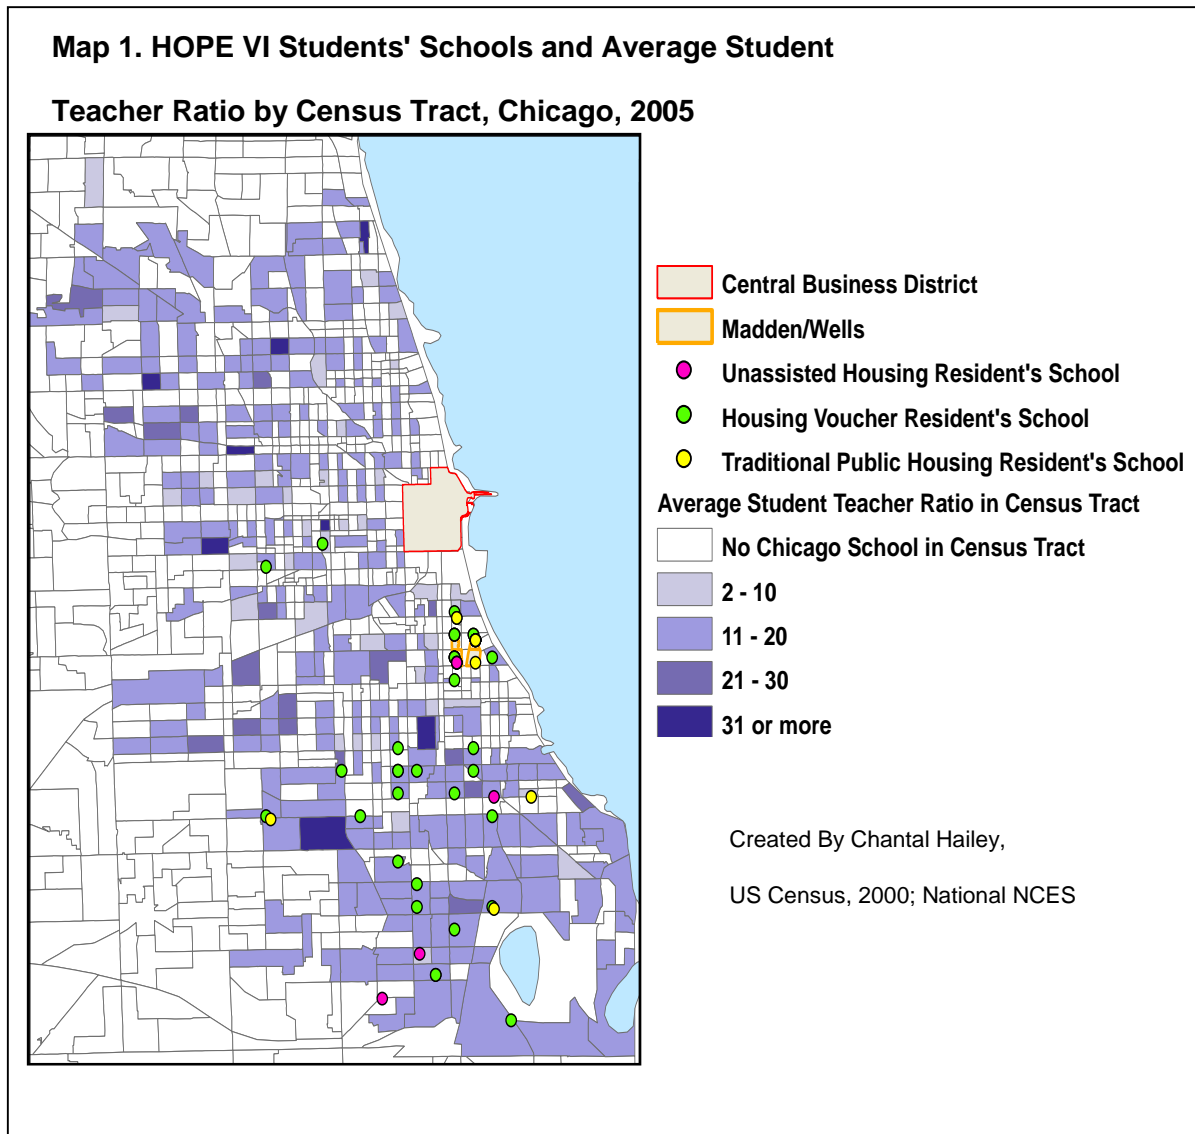 Map 1. HOPE VI Students' Schools and Average Student
Teacher Ratio by Census Tract, Chicago, 2005
Central Business District
Madden/Wells
Unassisted Housing Resident's School
Housing Voucher Resident's School
Traditional Public Housing Resident's School
Average Student Teacher Ratio in Census Tract
No Chicago School in Census Tract
2 - 10
11 - 20
21 - 30
31 or more
Created By Chantal Hailey,
US Census, 2000; National NCES